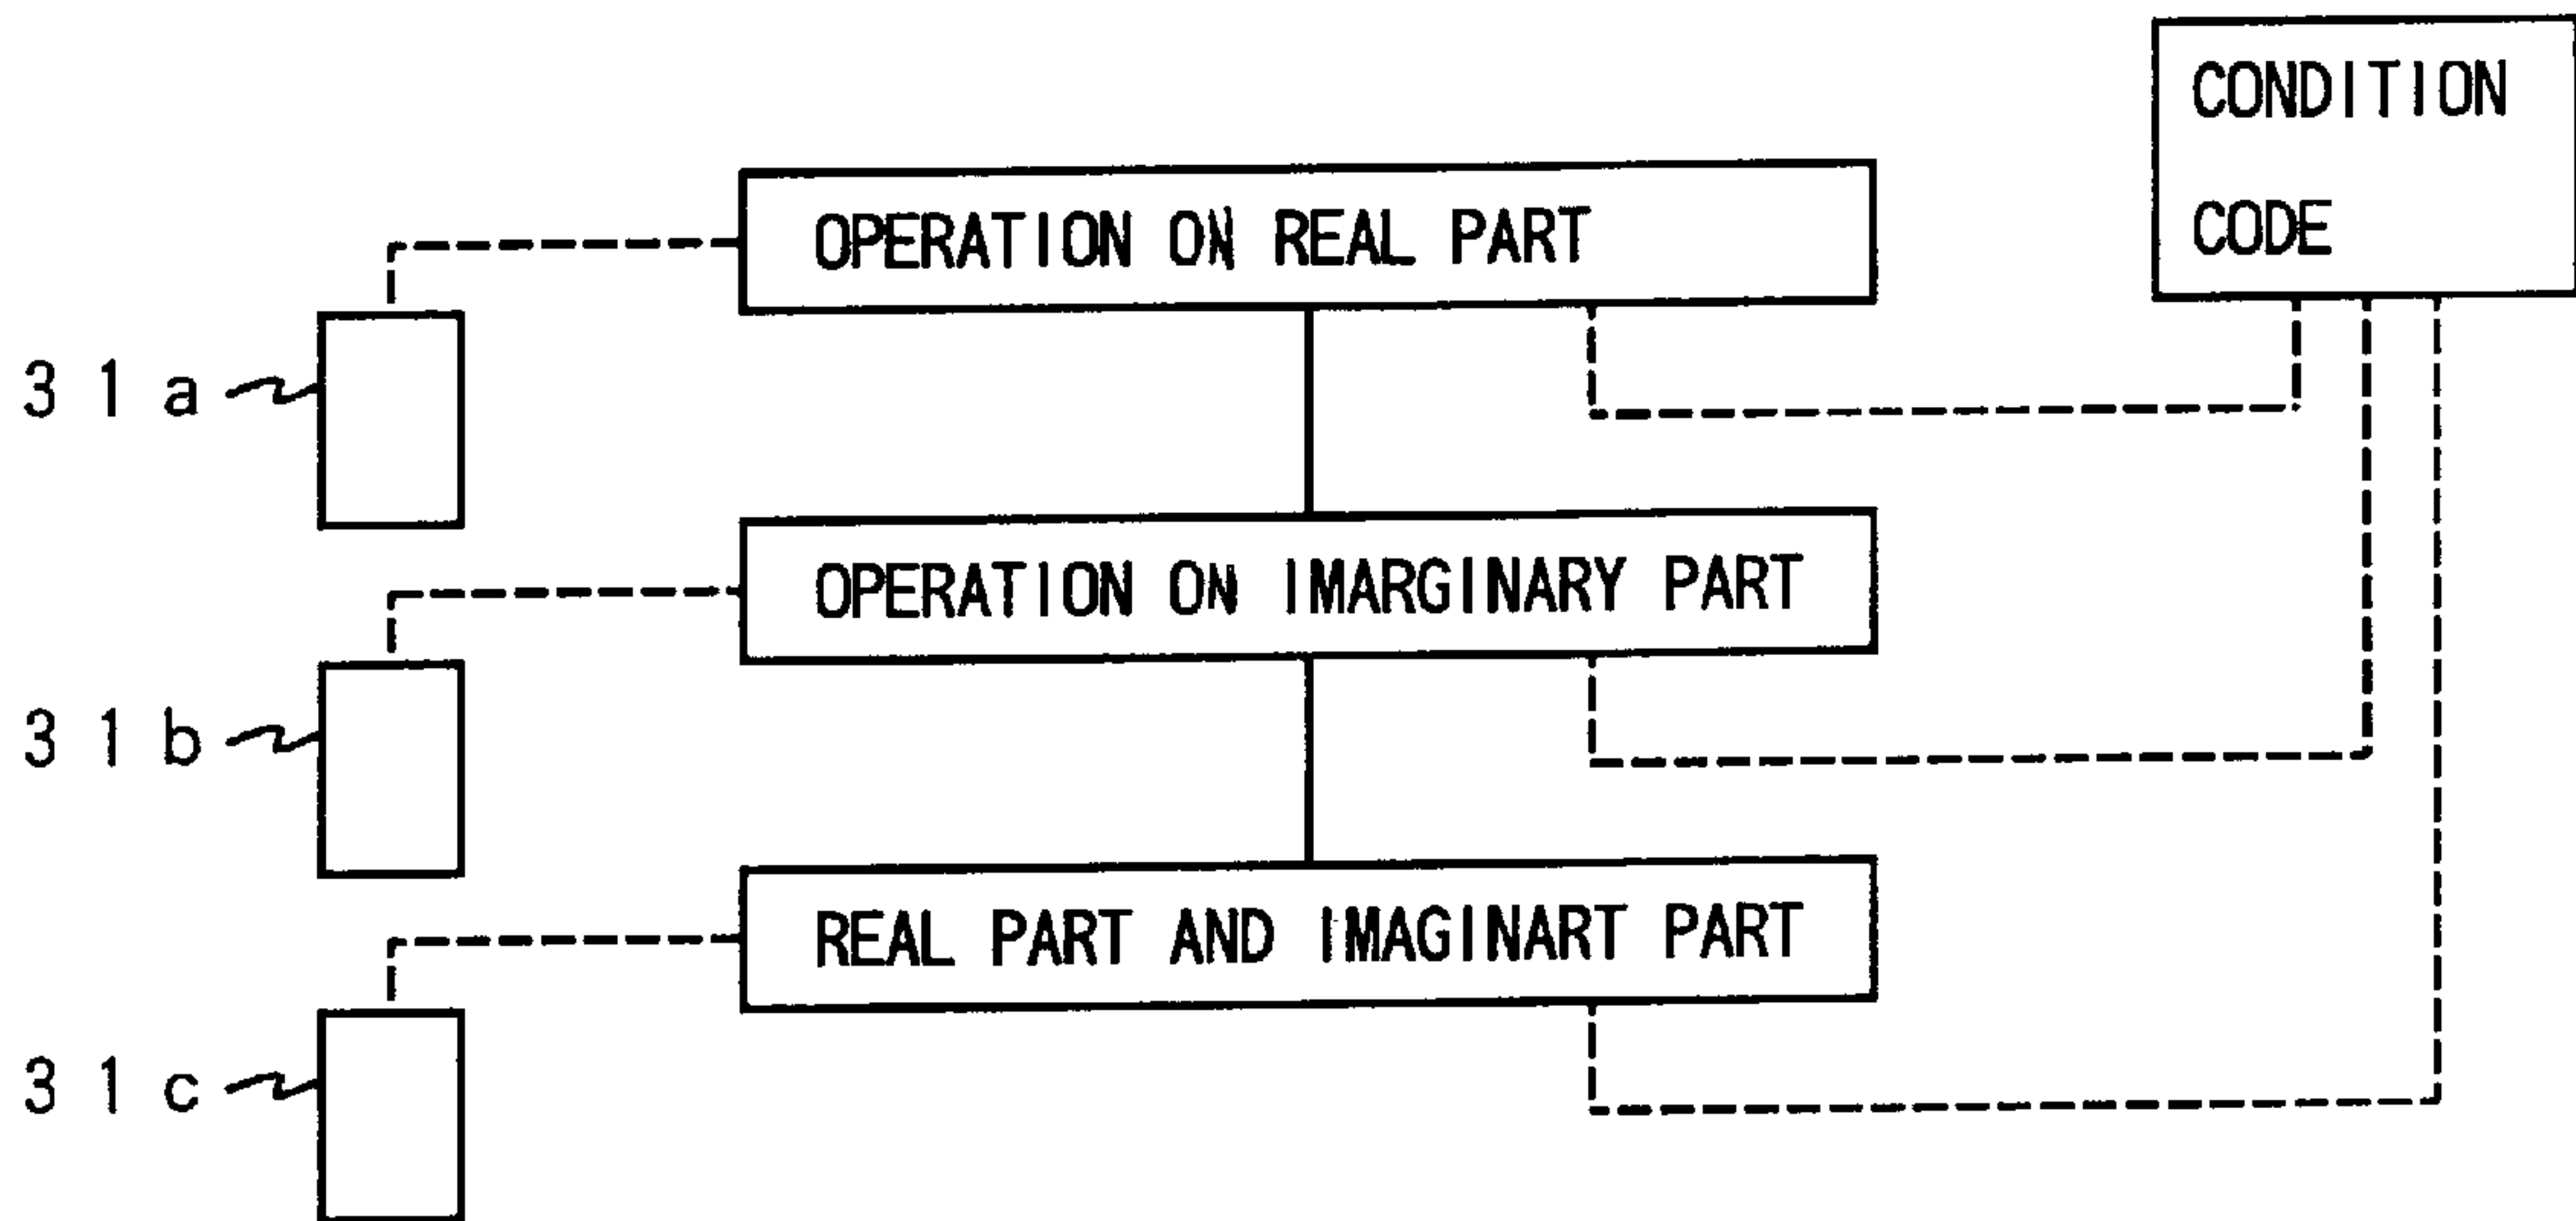 CONDITION
CODE
OPERATION ON REAL PART
31a
OPERATION ON IMARGINARY PART
31b
REAL PART AND IMAGINART PART
31c